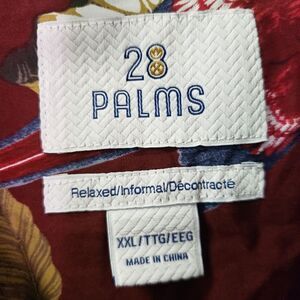 28
PALMS
Relaxed/Informal/Décontracté
XXL/TTG/EEG
MADE IN CHINA